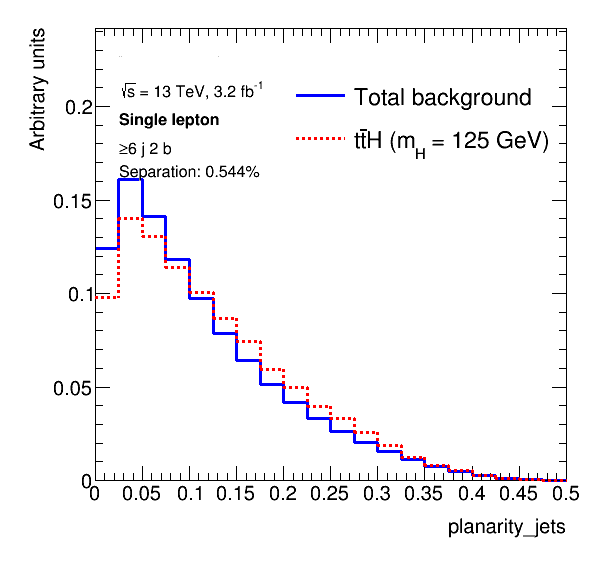 Arbitrary units
√s = 13 TeV, 3.2 fb⁻¹
Single lepton
≥6 j 2 b
Separation: 0.544%
Total background
tt̄H (m_H = 125 GeV)
0.2
0.15
0.1
0.05
0
0 0.05 0.1 0.15 0.2 0.25 0.3 0.35 0.4 0.45 0.5
planarity_jets